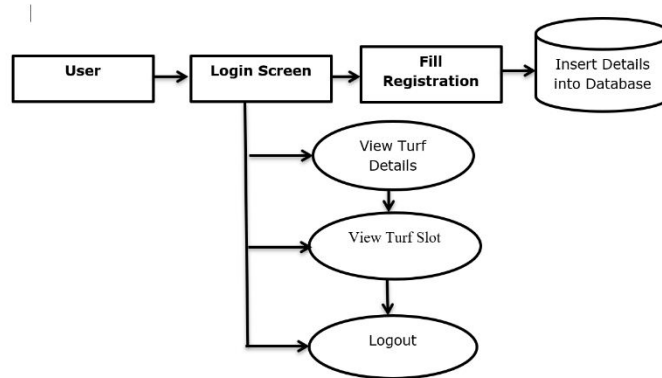 User
Login Screen
Fill
Registration
Insert Details
into Database
View Turf
Details
View Turf Slot
Logout